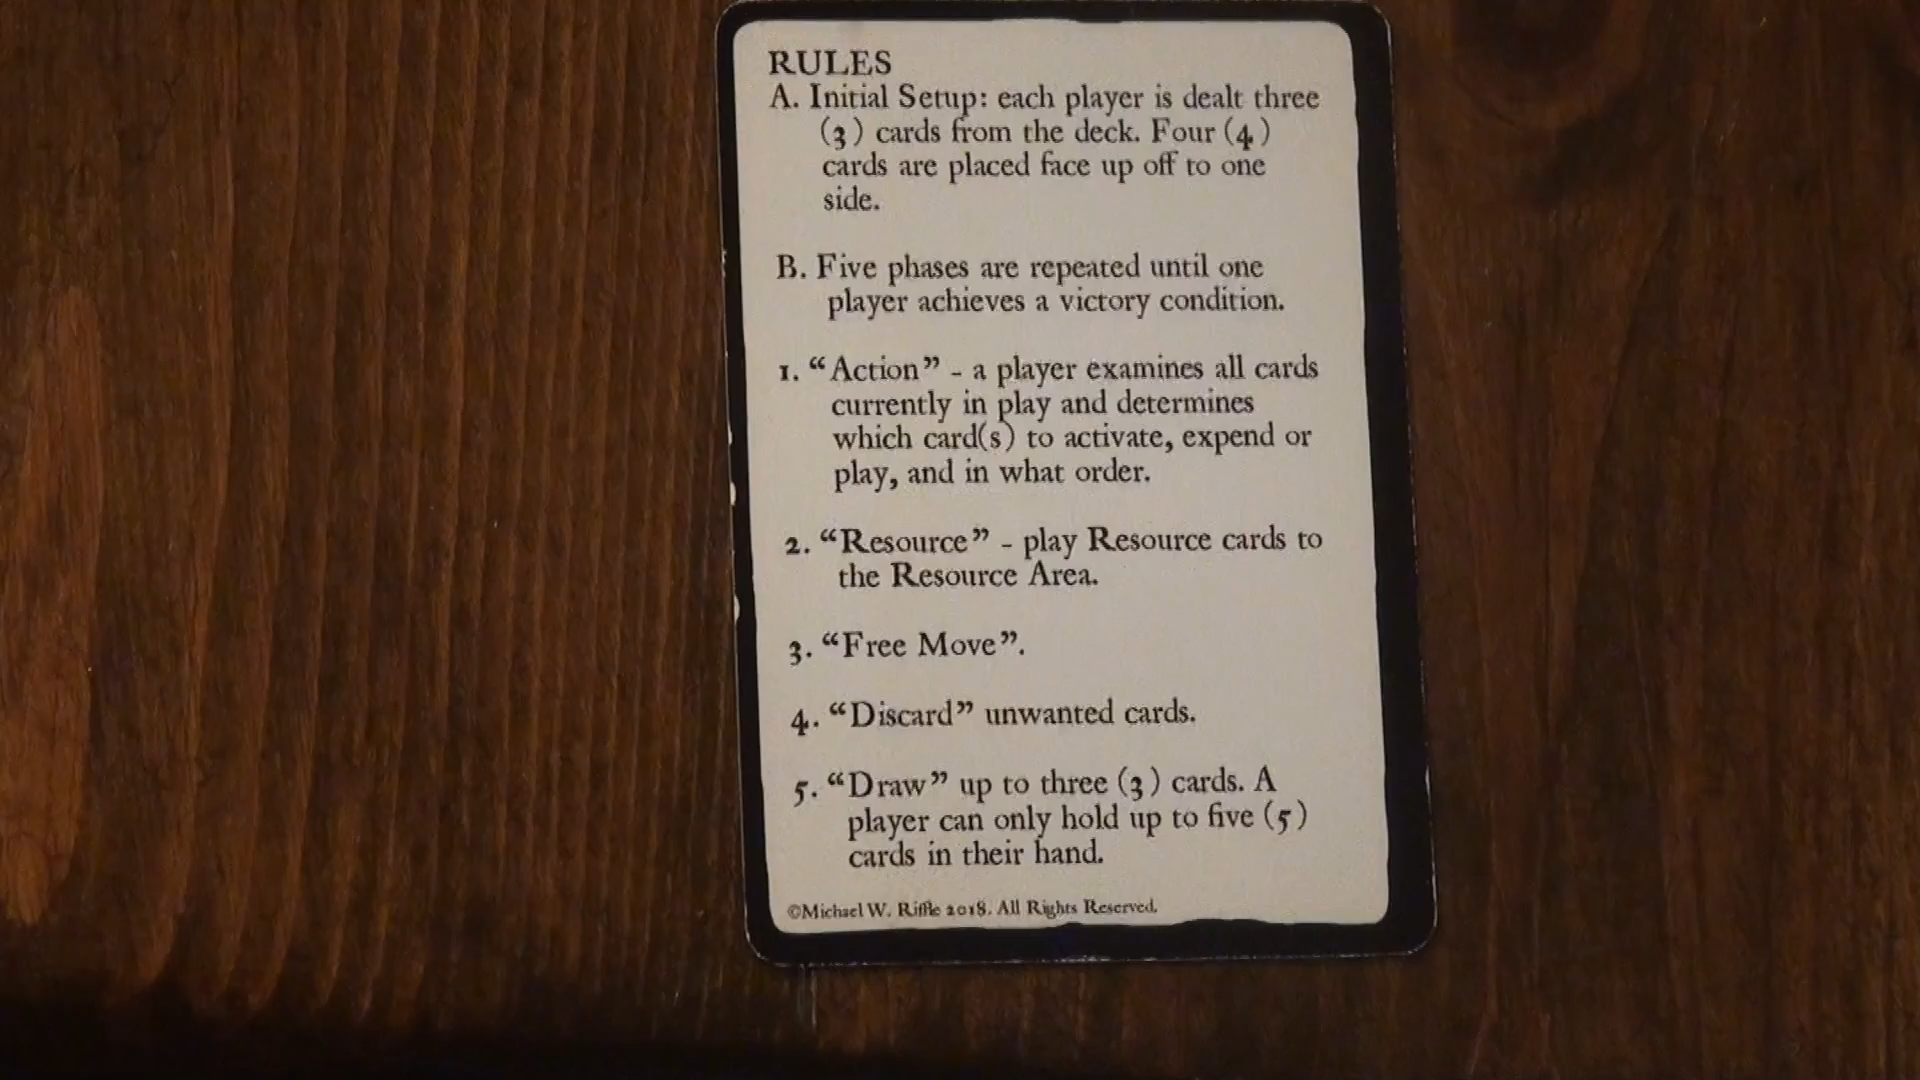 RULES
A. Initial Setup: each player is dealt three
(3) cards from the deck. Four (4)
cards are placed face up off to one
side.
B. Five phases are repeated until one
player achieves a victory condition.
1. “Action” - a player examines all cards
currently in play and determines
which card(s) to activate, expend or
play, and in what order.
2. “Resource” - play Resource cards to
the Resource Area.
3. “Free Move”.
4. “Discard” unwanted cards.
5. “Draw” up to three (3) cards. A
player can only hold up to five (5)
cards in their hand.
©Michael W. Riffle 2018. All Rights Reserved.